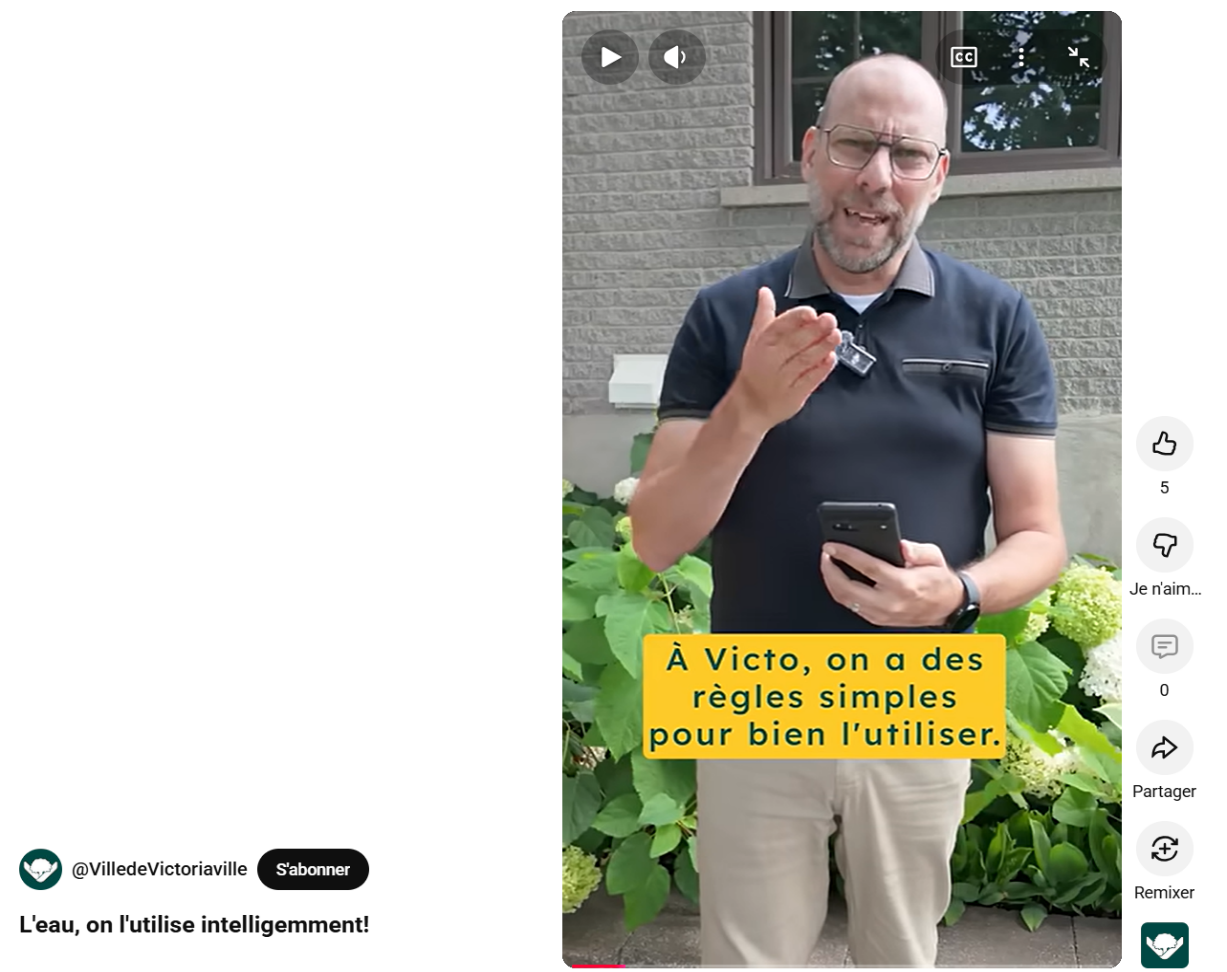 CC
À Victo, on a des
règles simples
pour bien l'utiliser.
5
Je n'aim...
0
Partager
Remixer
@VilledeVictoriaville
S'abonner
L'eau, on l'utilise intelligemment!